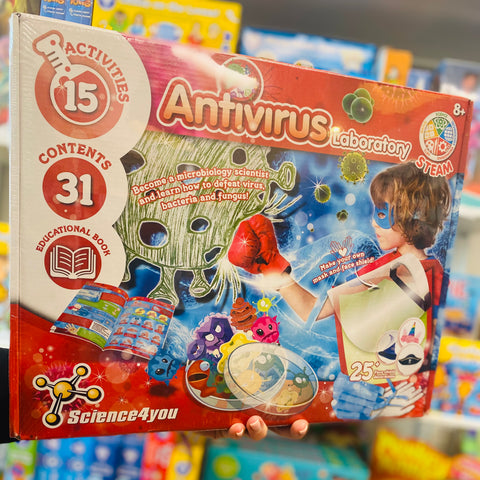 15
ACTIVITIES
CONTENTS
31
EDUCATIONAL BOOK
Antivirus
Laboratory
8+
STEAM
Become a microbiology scientist
and learn how to defeat virus,
bacteria and fungus!
Make your own
mask and face shield!
25+
Science4you